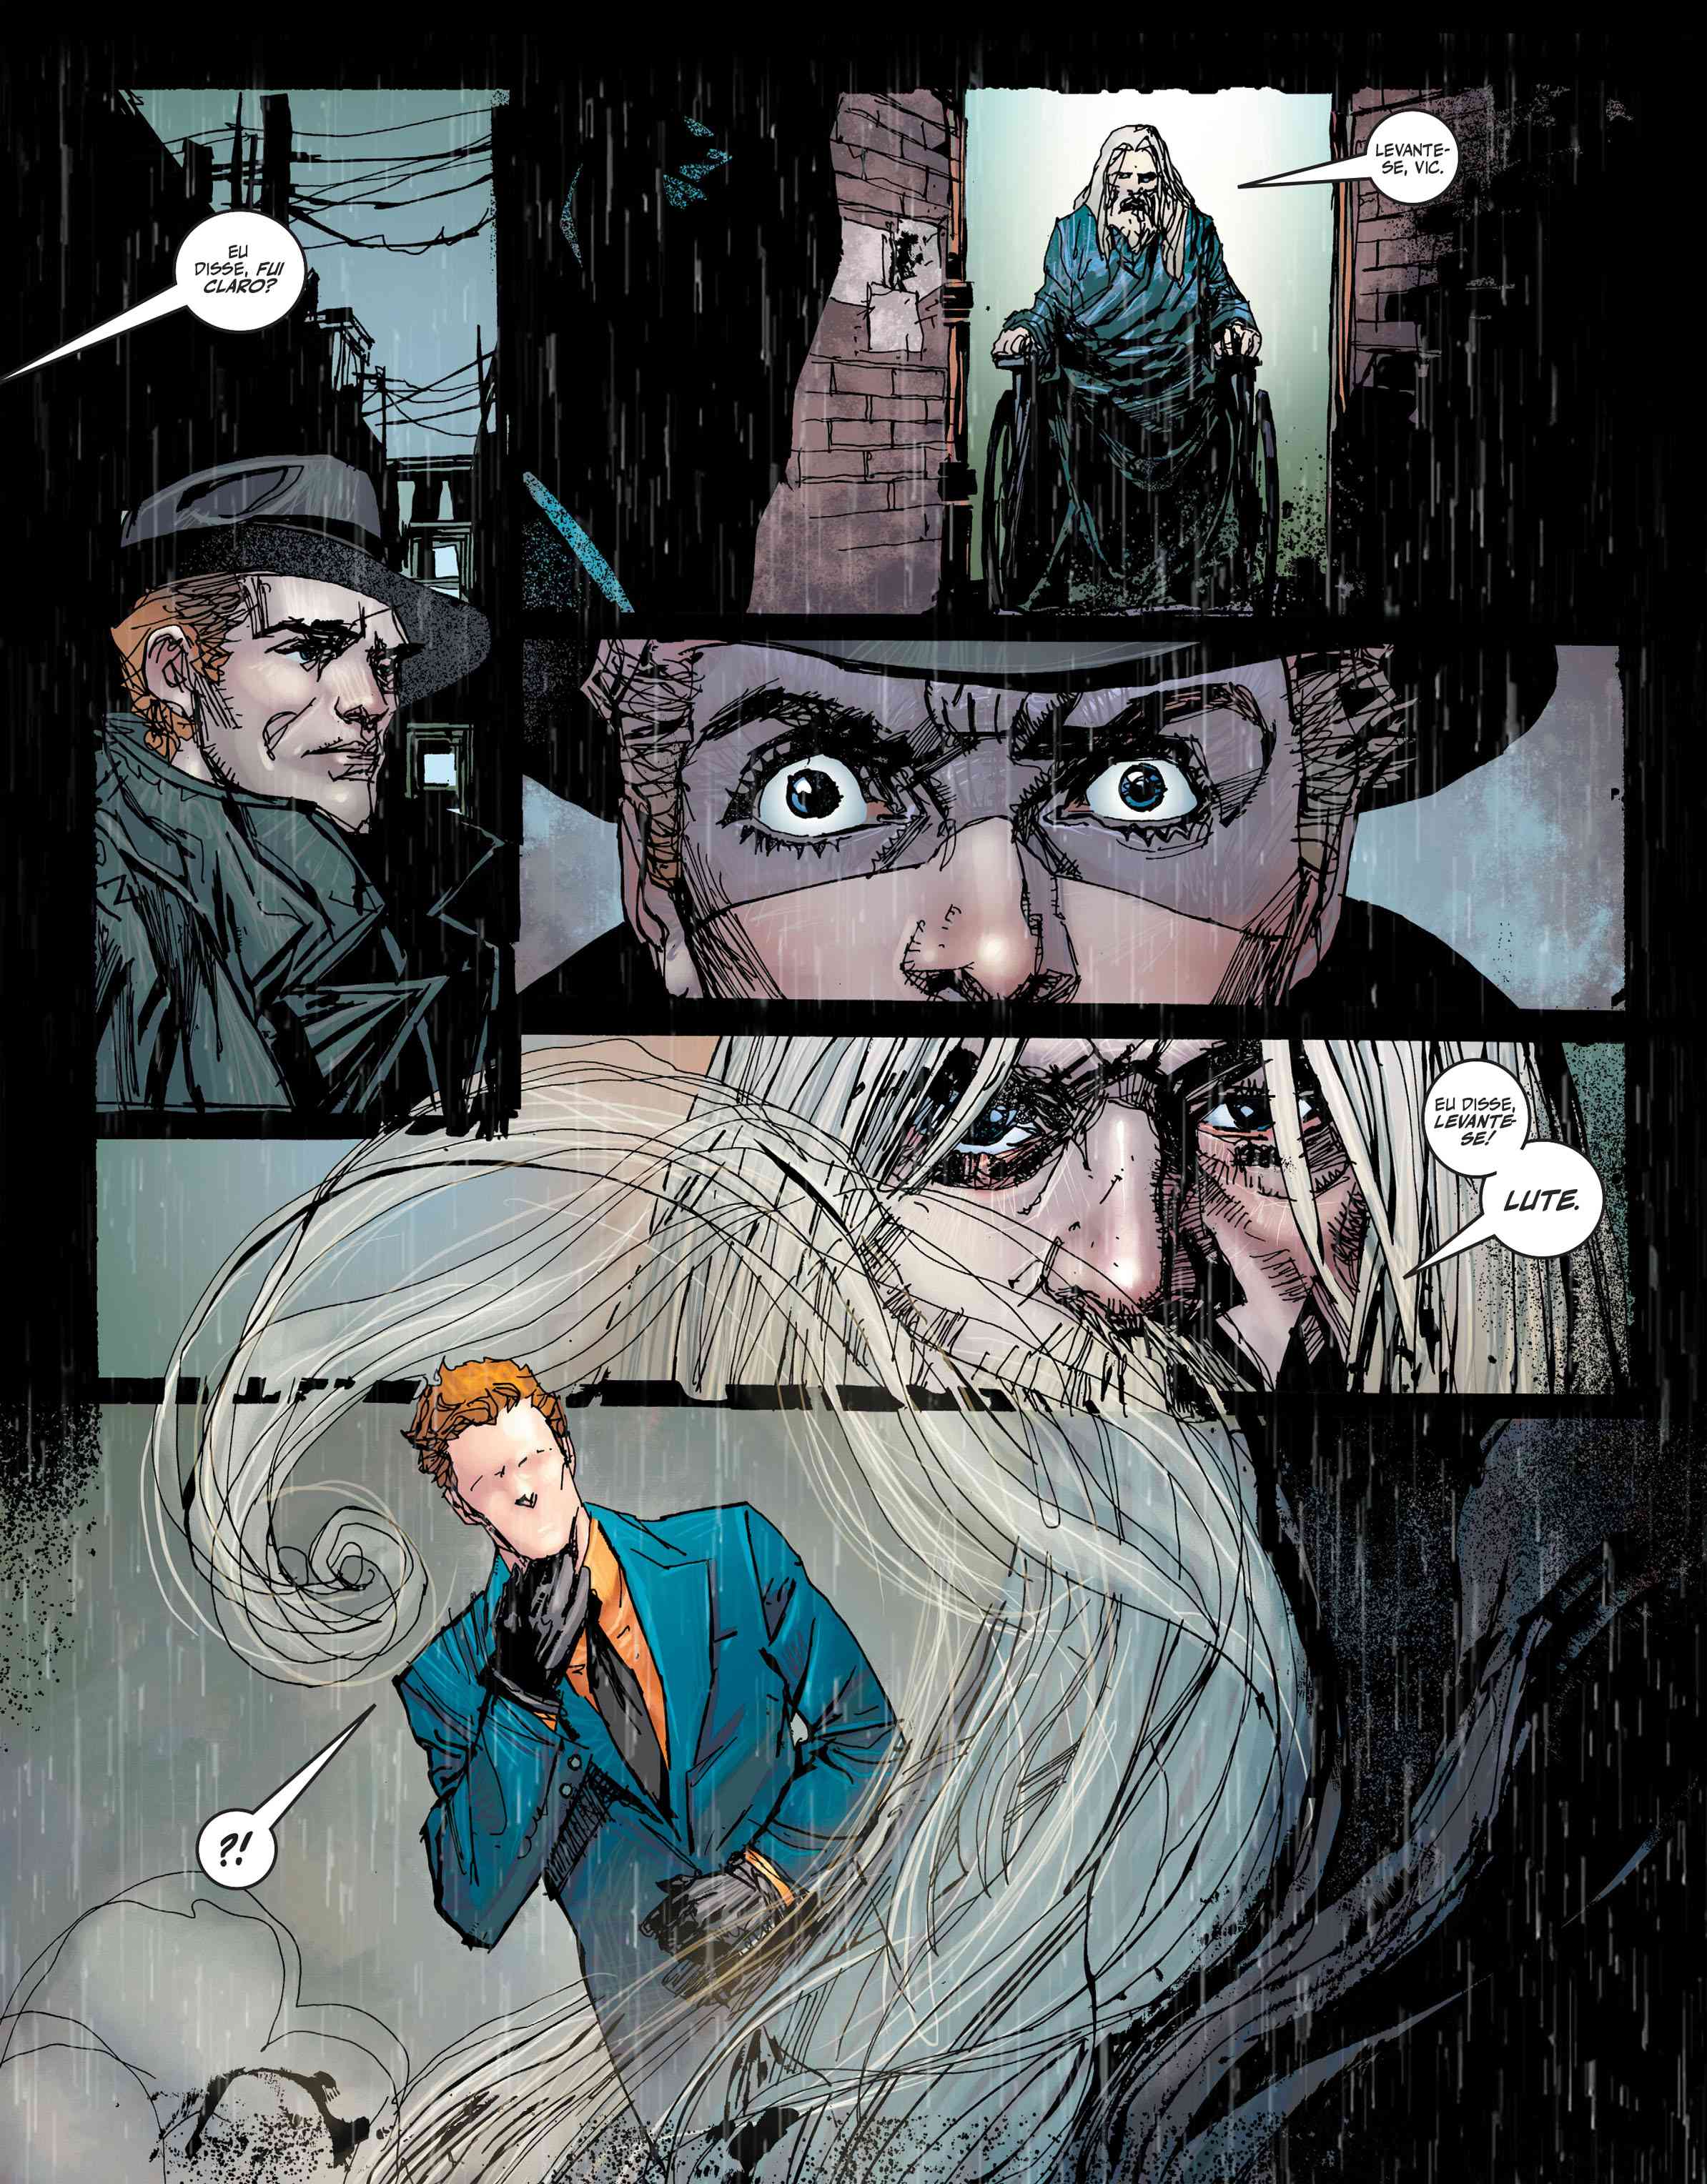 EU
DISSE, FUI
CLARO?
LEVANTE-
SE, VIC.
EU DISSE,
LEVANTE-
SE!
LUTE.
?!